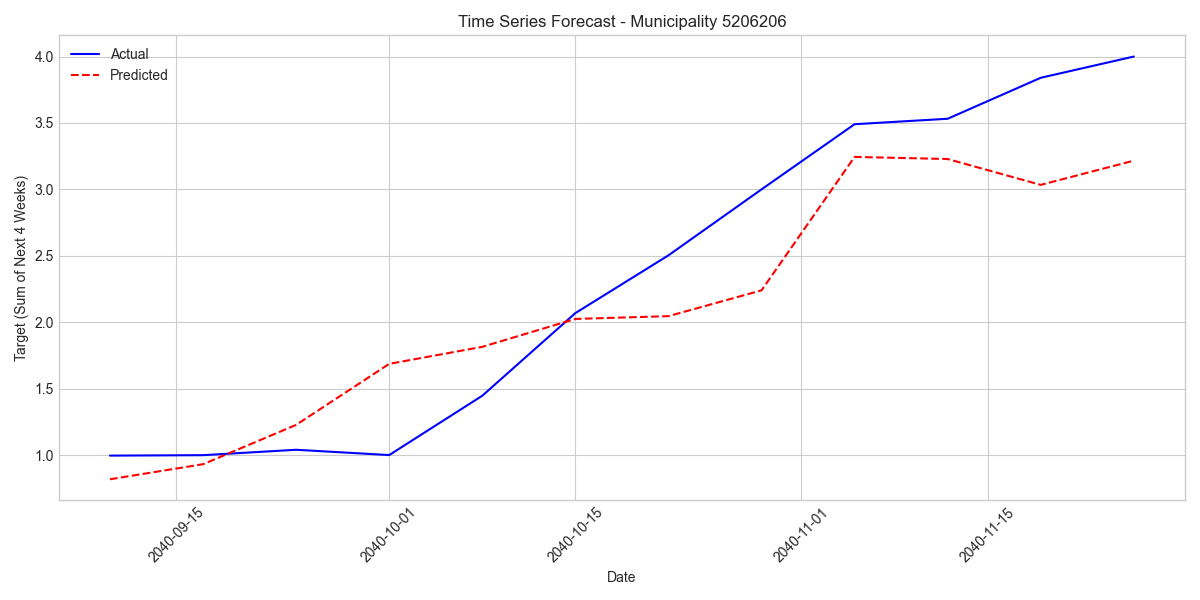 Time Series Forecast - Municipality 5206206
Actual
Predicted
Target (Sum of Next 4 Weeks)
4.0
3.5
3.0
2.5
2.0
1.5
1.0
2040-09-15
2040-10-01
2040-10-15
2040-11-01
2040-11-15
Date